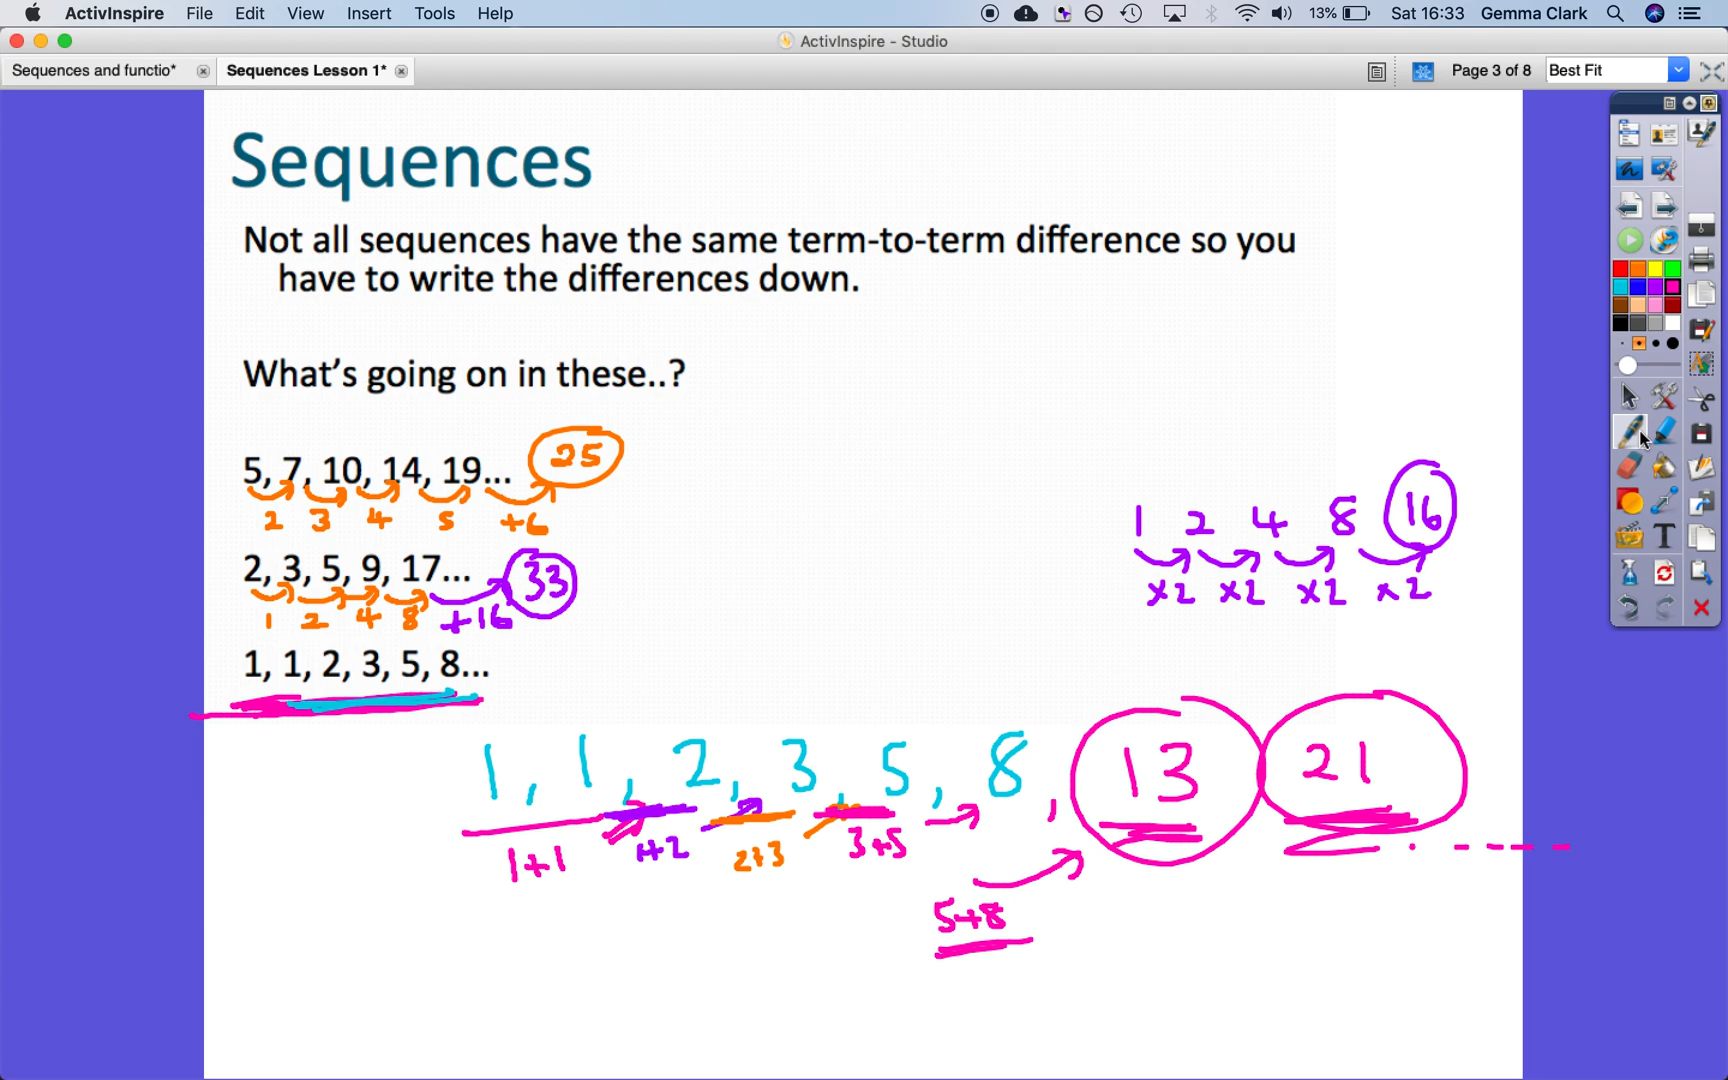 ActivInspire File Edit View Insert Tools Help 13% Sat 16:33 Gemma Clark
ActivInspire - Studio
Sequences and functio* Sequences Lesson 1* Page 3 of 8 Best Fit
Sequences
Not all sequences have the same term-to-term difference so you
have to write the differences down.
What's going on in these..?
5, 7, 10, 14, 19... 25
2 3 4 5 +6
1 2 4 8 16
×2 ×2 ×2 ×2
2, 3, 5, 9, 17... 33
1 2 4 8 +16
1, 1, 2, 3, 5, 8...
1, 1, 2, 3, 5, 8, 13 21
1+1 1+2 2+3 3+5
5+8